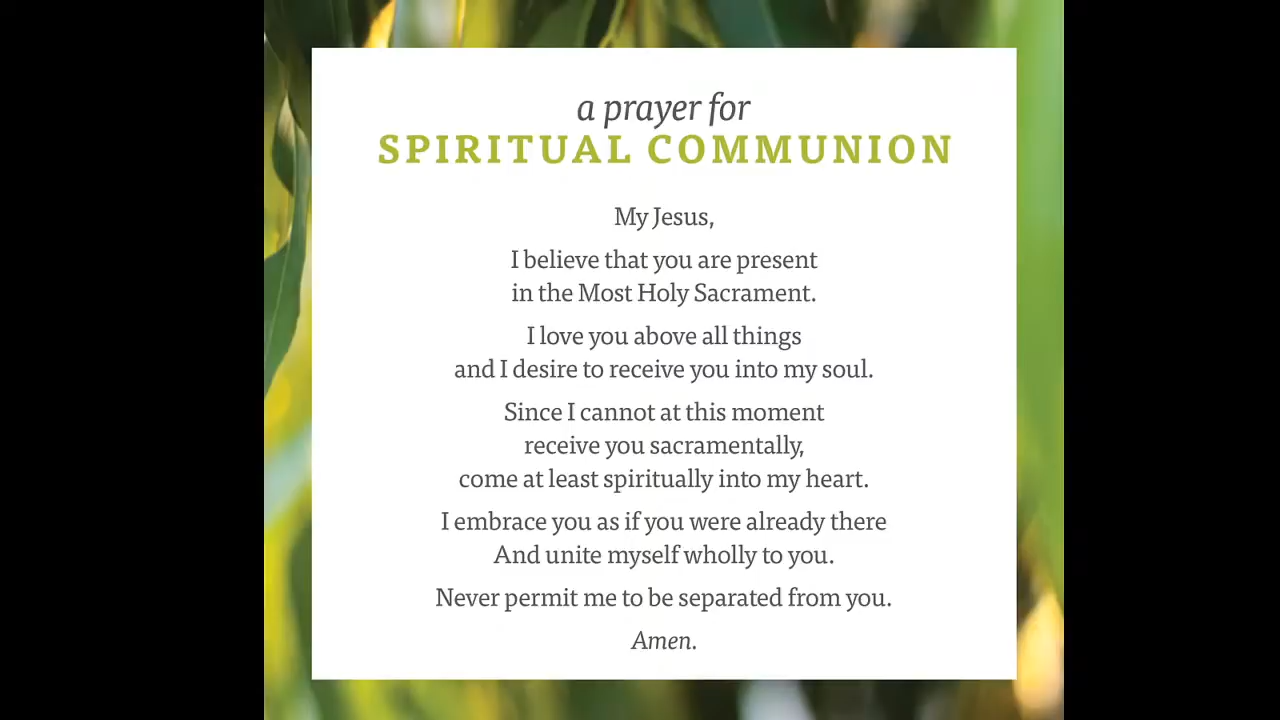 a prayer for
SPIRITUAL COMMUNION
My Jesus,
I believe that you are present
in the Most Holy Sacrament.
I love you above all things
and I desire to receive you into my soul.
Since I cannot at this moment
receive you sacramentally,
come at least spiritually into my heart.
I embrace you as if you were already there
And unite myself wholly to you.
Never permit me to be separated from you.
Amen.